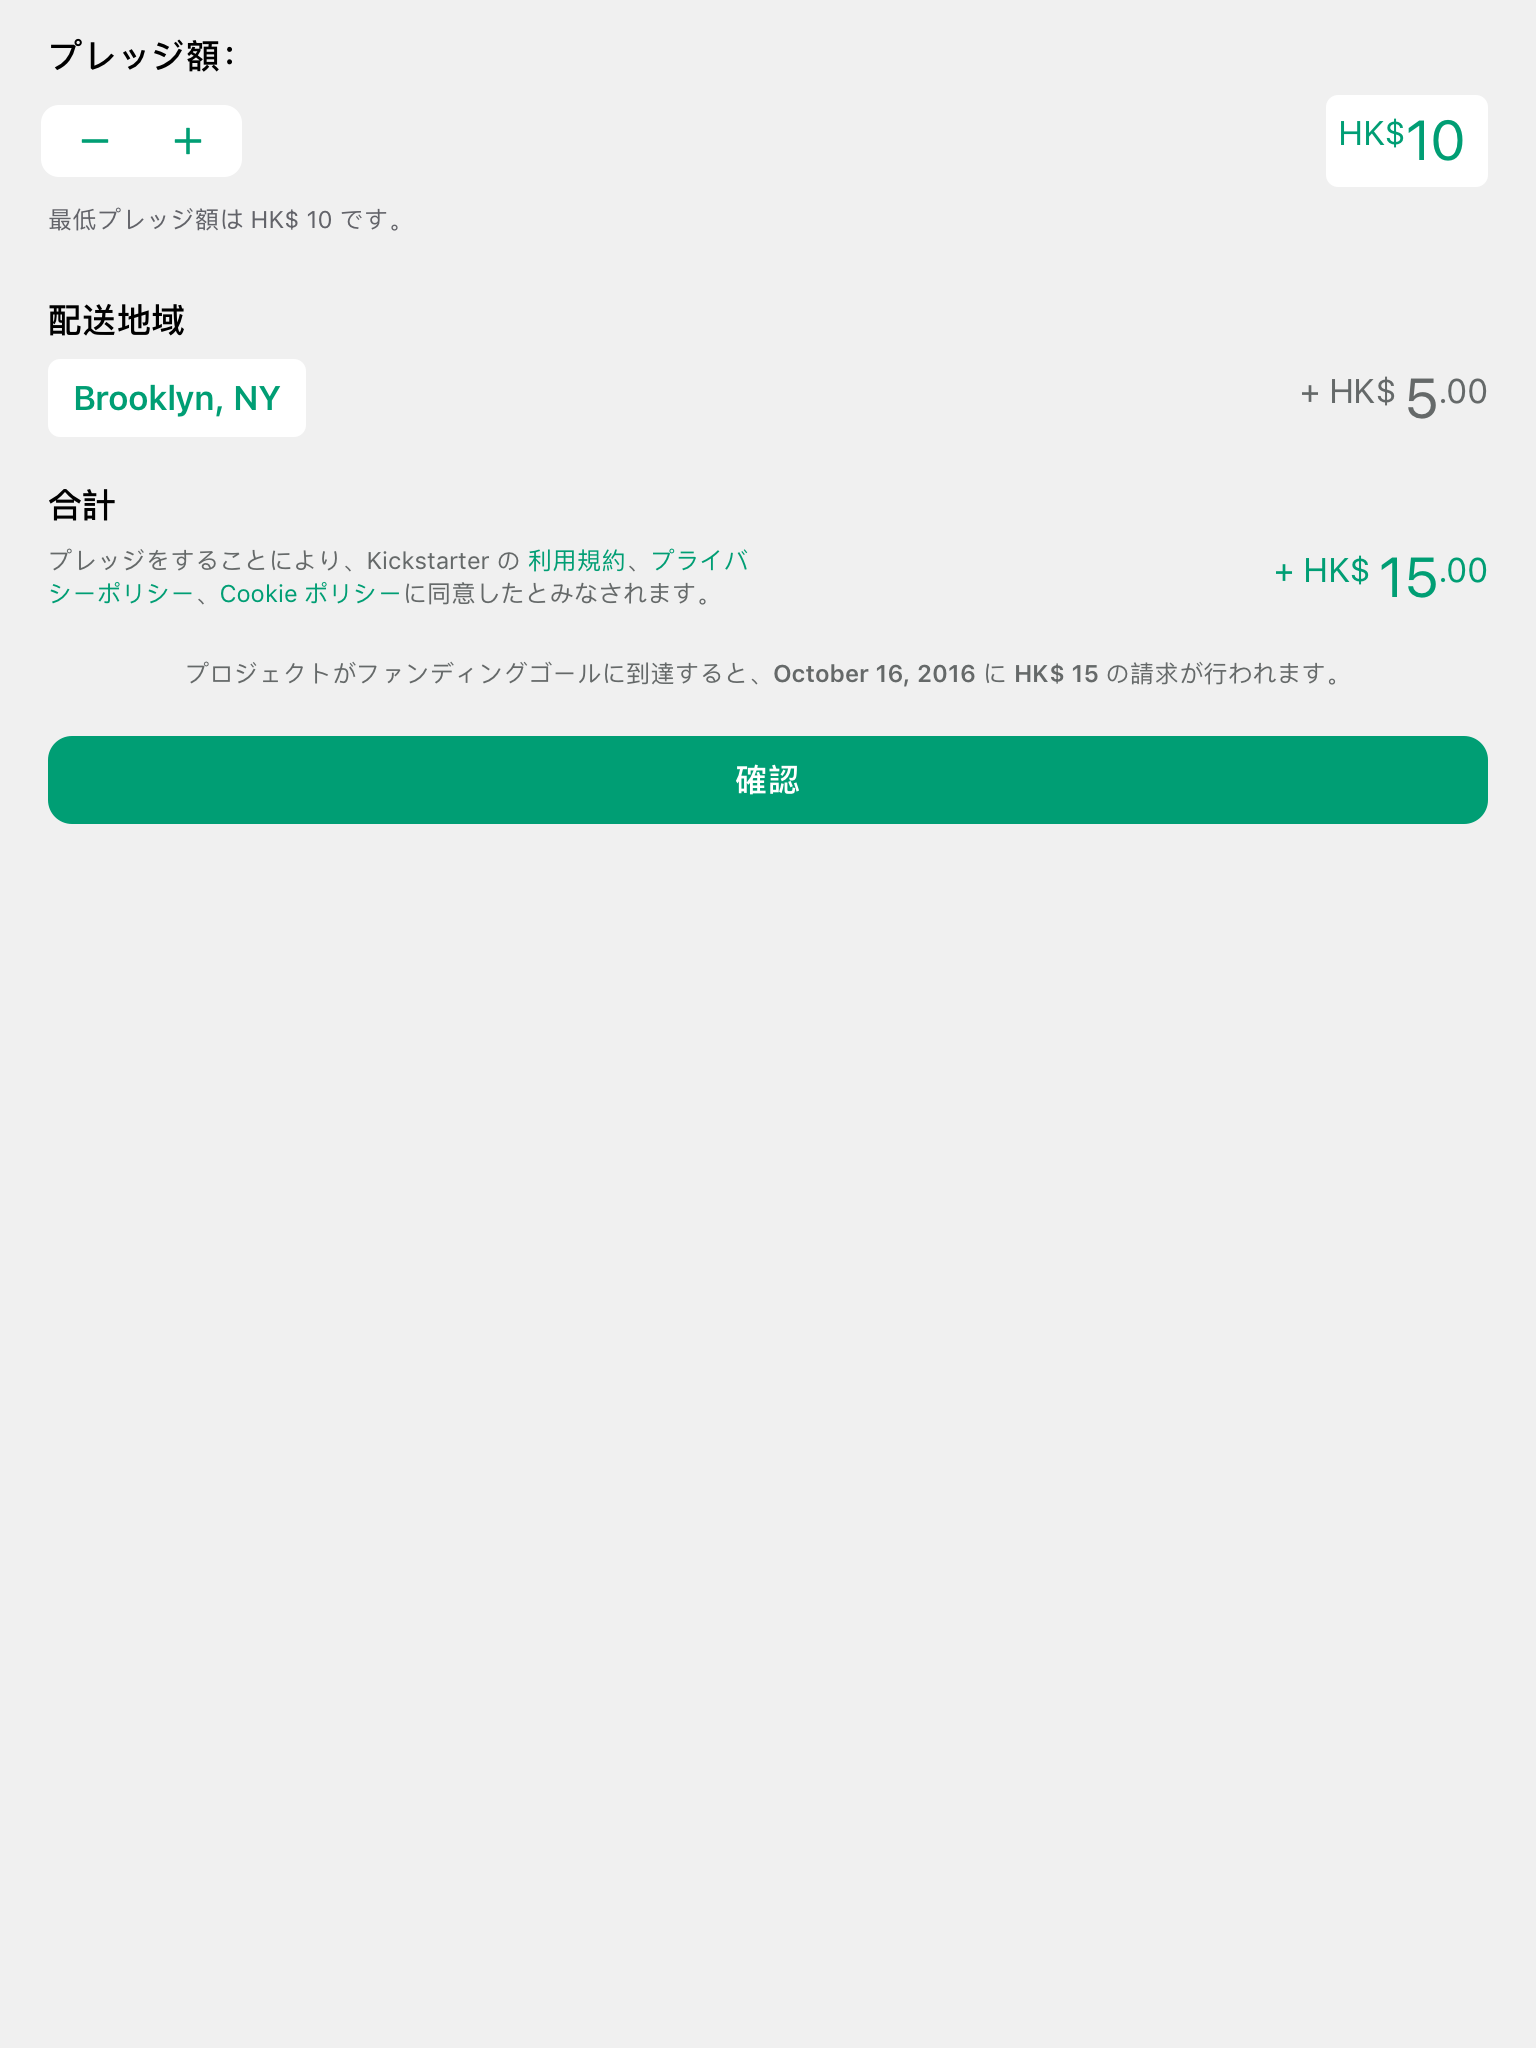 プレッジ額：
− +
HK$10
最低プレッジ額は HK$ 10 です。
配送地域
Brooklyn, NY
+ HK$ 5.00
合計
プレッジをすることにより、Kickstarter の 利用規約、プライバ
シーポリシー、Cookie ポリシーに同意したとみなされます。
+ HK$ 15.00
プロジェクトがファンディングゴールに到達すると、October 16, 2016 に HK$ 15 の請求が行われます。
確認